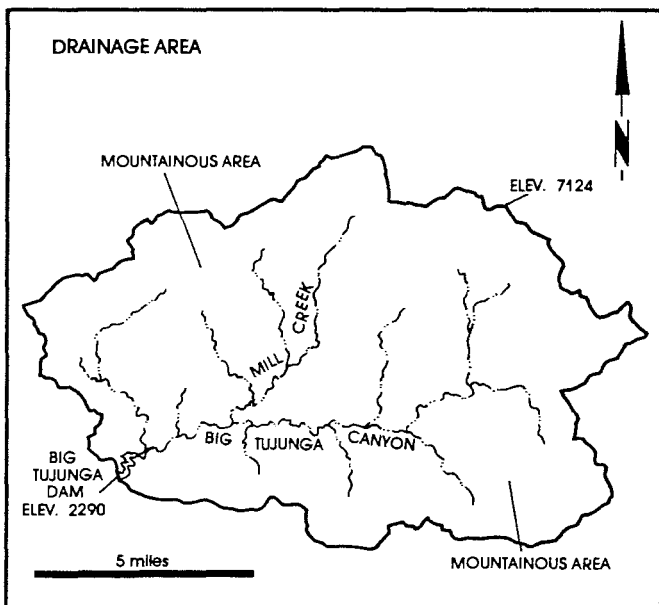 DRAINAGE AREA
N
MOUNTAINOUS AREA
ELEV. 7124
MILL CREEK
BIG TUJUNGA CANYON
BIG
TUJUNGA
DAM
ELEV. 2290
5 miles
MOUNTAINOUS AREA